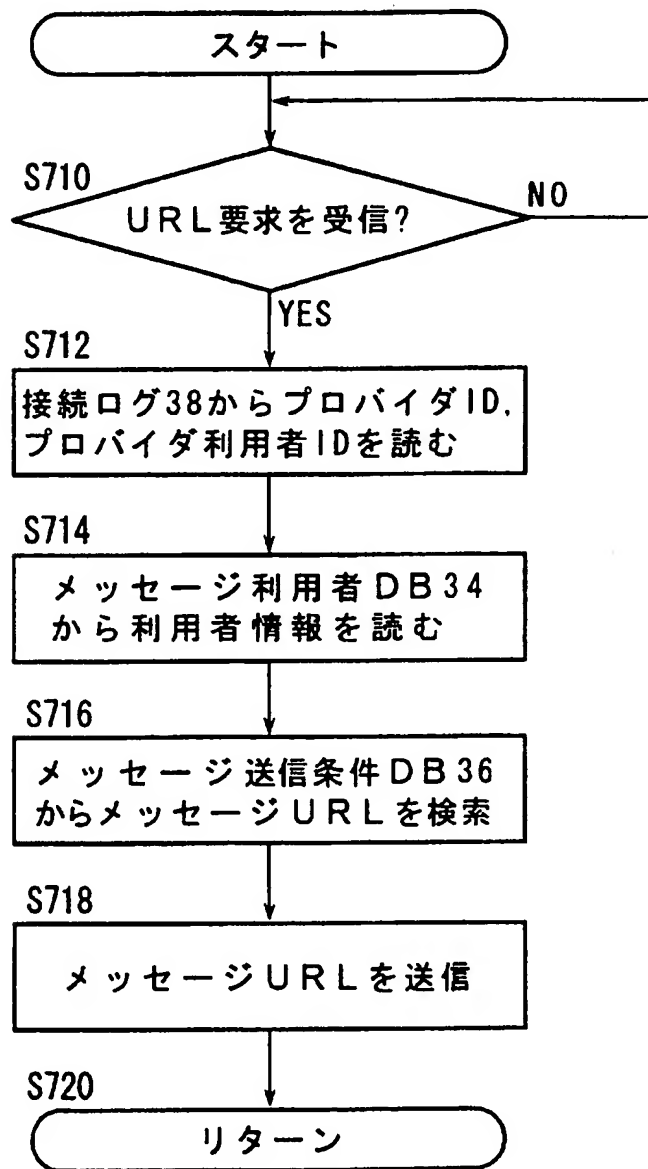 スタート
S710
URL要求を受信?
NO
YES
S712
接続ログ38からプロバイダID,
プロバイダ利用者IDを読む
S714
メッセージ利用者DB34
から利用者情報を読む
S716
メッセージ送信条件DB36
からメッセージURLを検索
S718
メッセージURLを送信
S720
リターン